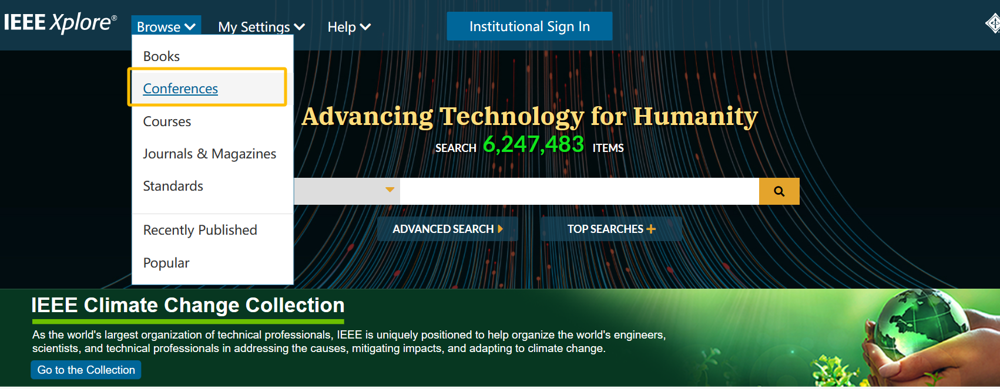 IEEE Xplore®
Browse My Settings Help
Institutional Sign In
Books
Conferences
Courses
Journals & Magazines
Standards
Recently Published
Popular
Advancing Technology for Humanity
SEARCH 6,247,483 ITEMS
ADVANCED SEARCH
TOP SEARCHES
IEEE Climate Change Collection
As the world's largest organization of technical professionals, IEEE is uniquely positioned to help organize the world's engineers,
scientists, and technical professionals in addressing the causes, mitigating impacts, and adapting to climate change.
Go to the Collection